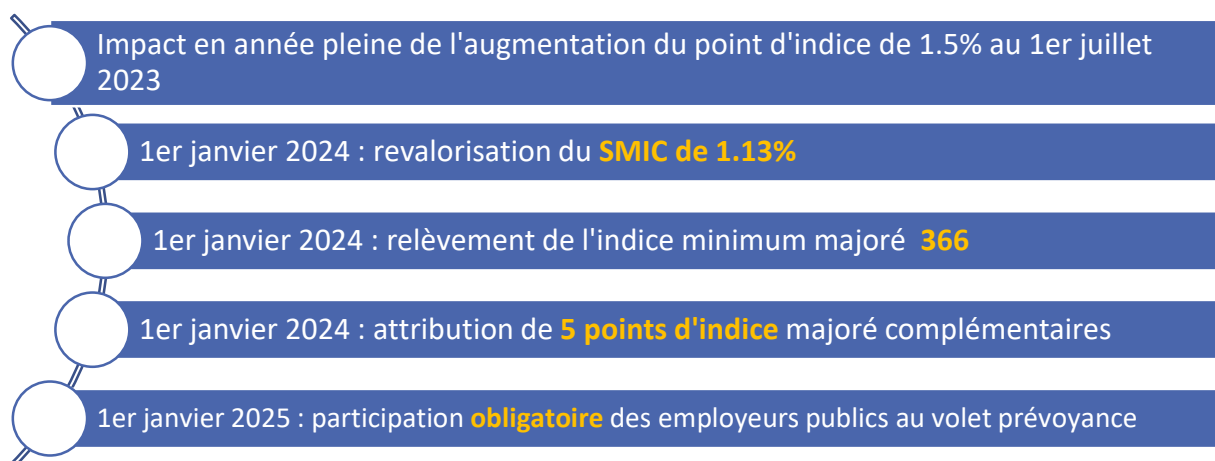 Impact en année pleine de l'augmentation du point d'indice de 1.5% au 1er juillet
2023
1er janvier 2024 : revalorisation du SMIC de 1.13%
1er janvier 2024 : relèvement de l'indice minimum majoré 366
1er janvier 2024 : attribution de 5 points d'indice majoré complémentaires
1er janvier 2025 : participation obligatoire des employeurs publics au volet prévoyance